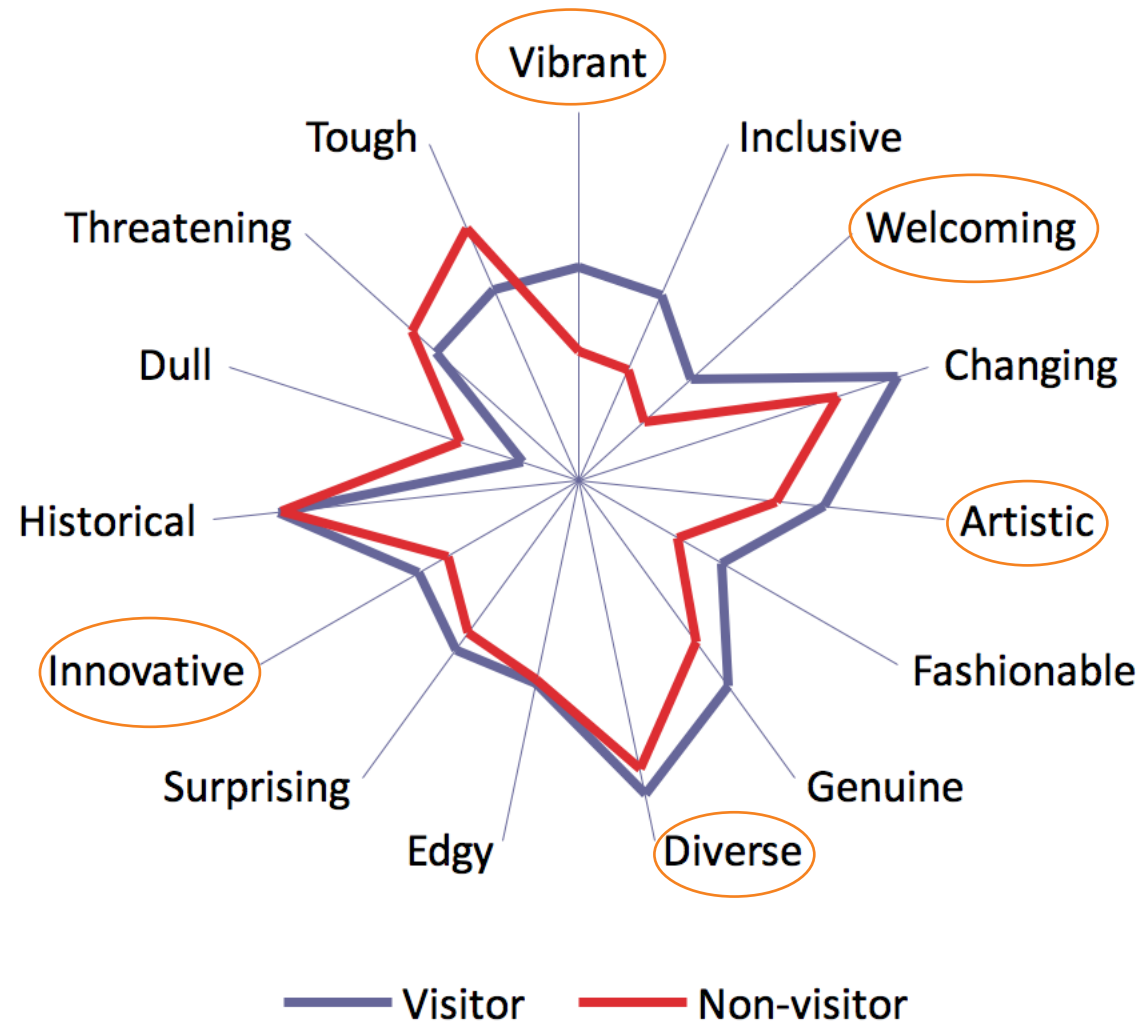 Vibrant
Tough
Inclusive
Threatening
Welcoming
Dull
Changing
Historical
Artistic
Innovative
Fashionable
Surprising
Genuine
Edgy
Diverse
Visitor
Non-visitor